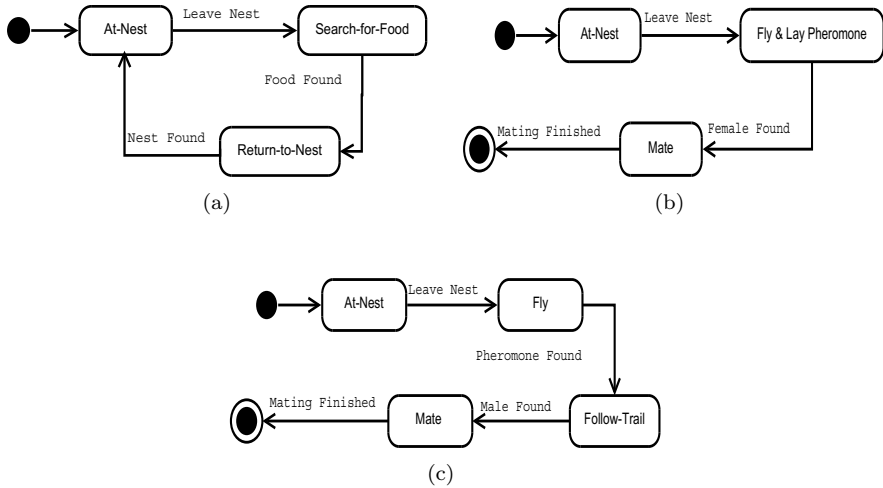 At-Nest
Leave Nest
Search-for-Food
Food Found
Nest Found
Return-to-Nest
(a)
At-Nest
Leave Nest
Fly & Lay Pheromone
Mating Finished
Female Found
Mate
(b)
At-Nest
Leave Nest
Fly
Pheromone Found
Mating Finished
Mate
Male Found
Follow-Trail
(c)